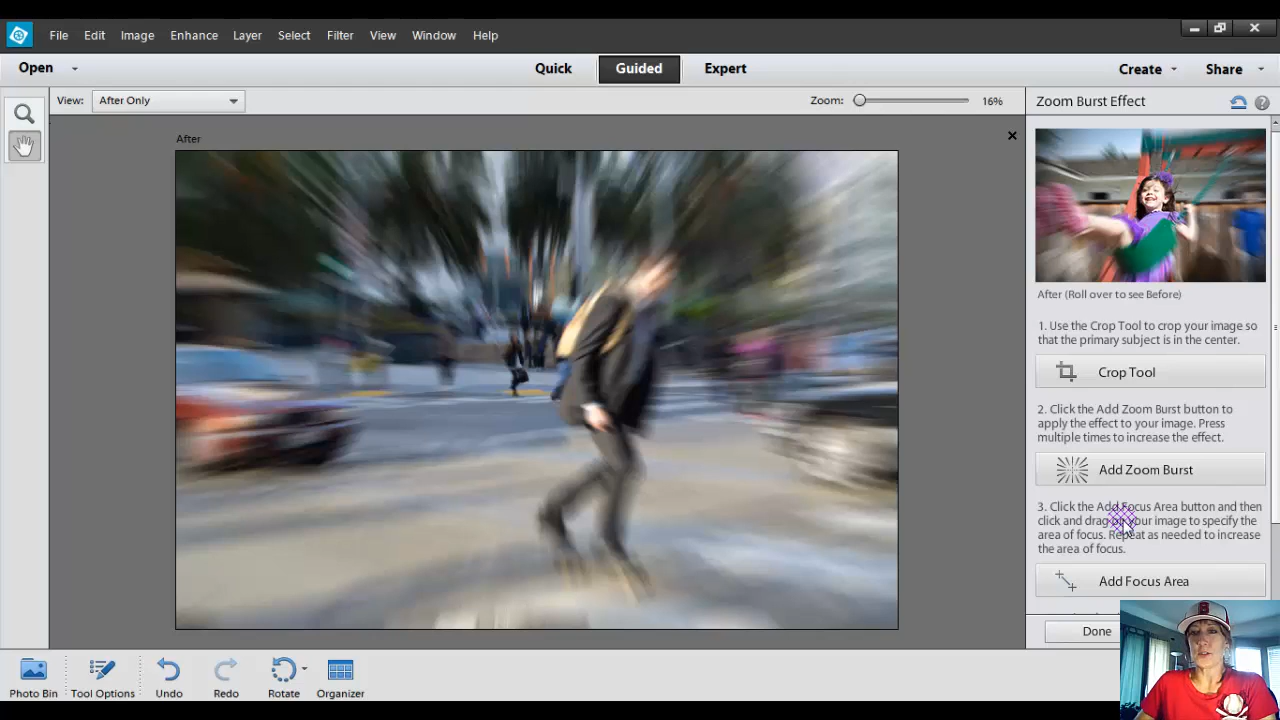 File Edit Image Enhance Layer Select Filter View Window Help
Open Quick Guided Expert Create Share
View: After Only Zoom: 16% Zoom Burst Effect
After
After (Roll over to see Before)
1. Use the Crop Tool to crop your image so
that the primary subject is in the center.
Crop Tool
2. Click the Add Zoom Burst button to
apply the effect to your image. Press
multiple times to increase the effect.
Add Zoom Burst
3. Click the Add Focus Area button and then
click and drag on your image to specify the
area of focus. Repeat as needed to increase
the area of focus.
Add Focus Area
Done
Photo Bin Tool Options Undo Redo Rotate Organizer